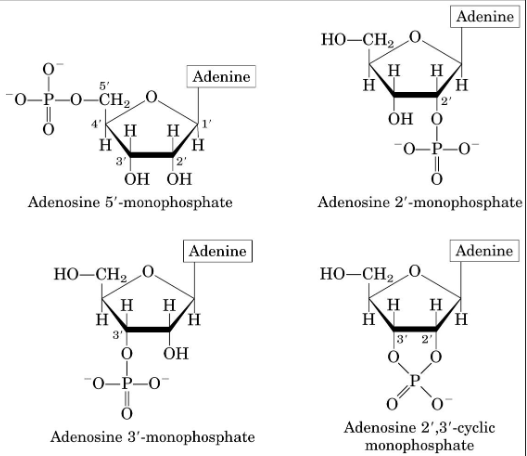 Adenine
O⁻
5′
⁻O–P–O–CH₂ O
4′ H H 1′
O H 3′ 2′ H
OH OH
Adenosine 5′-monophosphate
Adenine
HO–CH₂ O
H H
H H
2′
OH O
⁻O–P–O⁻
O
Adenosine 2′-monophosphate
Adenine
HO–CH₂ O
H H
H H
3′
O OH
⁻O–P–O⁻
O
Adenosine 3′-monophosphate
Adenine
HO–CH₂ O
H H
H H
3′ 2′
O O
P
O O⁻
Adenosine 2′,3′-cyclic
monophosphate